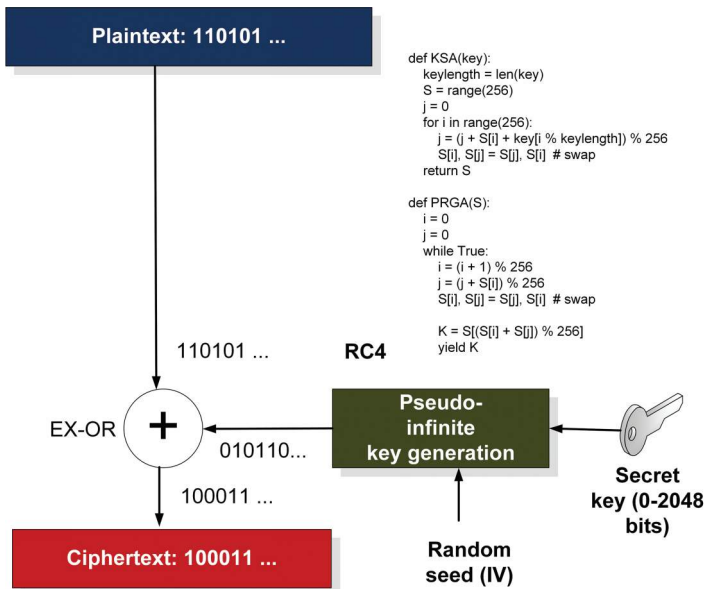 Plaintext: 110101 ...
def KSA(key):
keylength = len(key)
S = range(256)
j = 0
for i in range(256):
j = (j + S[i] + key[i % keylength]) % 256
S[i], S[j] = S[j], S[i]  # swap
return S
def PRGA(S):
i = 0
j = 0
while True:
i = (i + 1) % 256
j = (j + S[i]) % 256
S[i], S[j] = S[j], S[i]  # swap
K = S[(S[i] + S[j]) % 256]
yield K
110101 ...
RC4
EX-OR
+
010110...
Pseudo-
infinite
key generation
100011 ...
Secret
key (0-2048
bits)
Random
seed (IV)
Ciphertext: 100011 ...